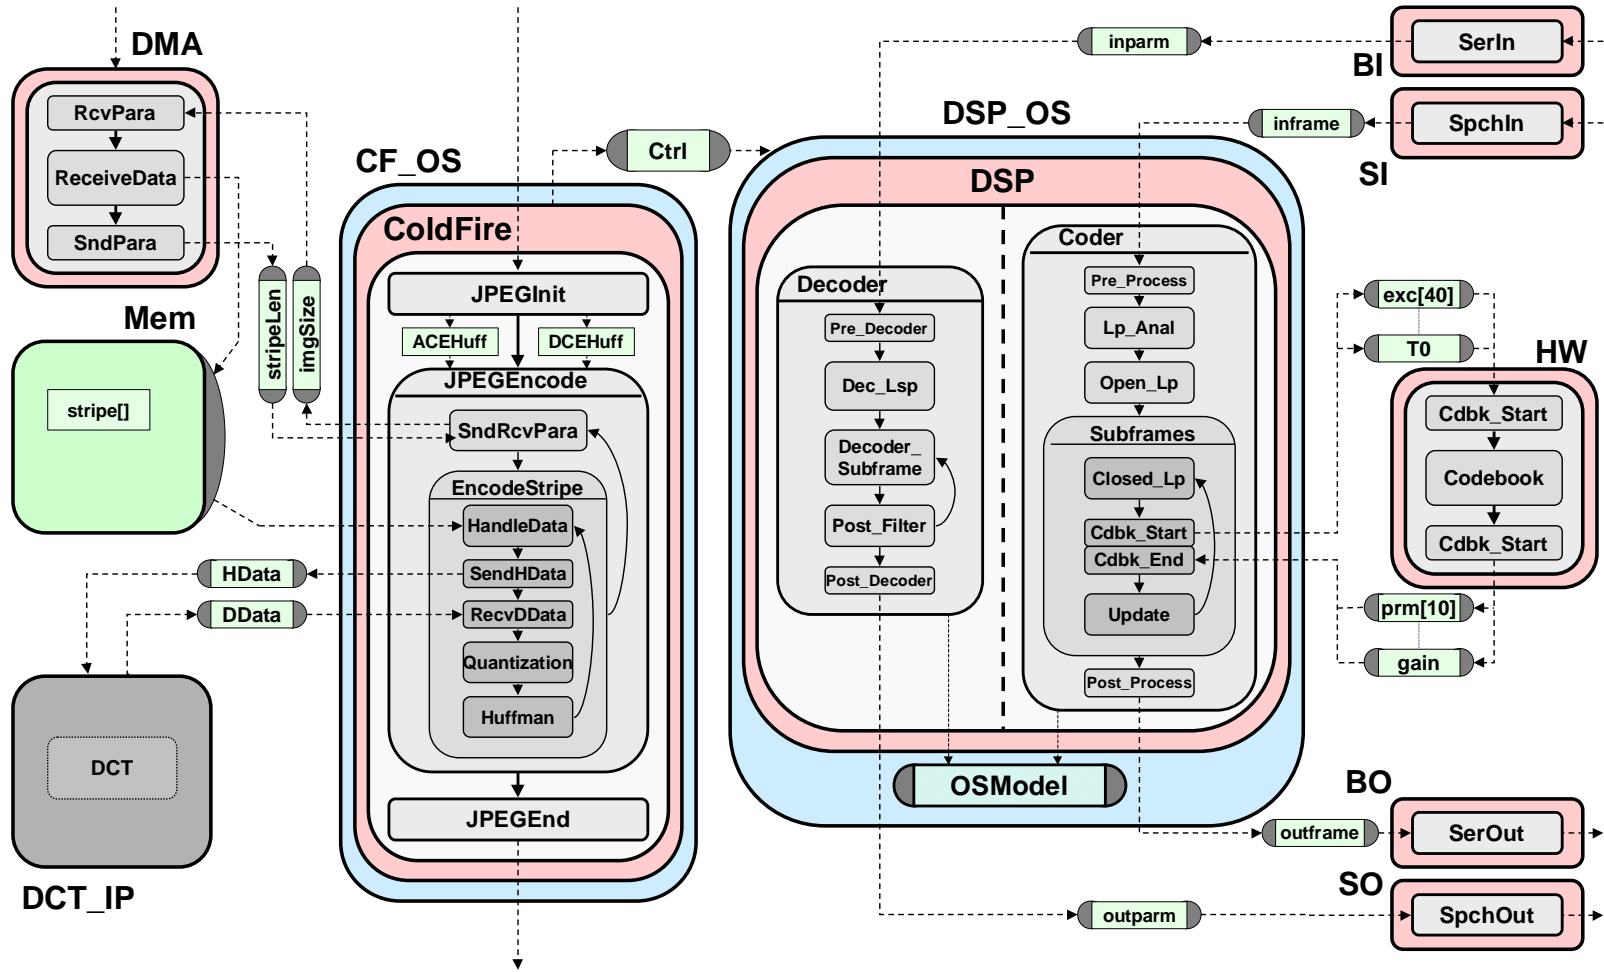 DMA
RcvPara
ReceiveData
SndPara
stripeLen
imgSize
Mem
stripe[]
HData
DData
DCT
DCT_IP
CF_OS
ColdFire
JPEGInit
ACEHuff
DCEHuff
JPEGEncode
SndRcvPara
EncodeStripe
HandleData
SendHData
RecvDData
Quantization
Huffman
JPEGEnd
Ctrl
DSP_OS
DSP
Decoder
Pre_Decoder
Dec_Lsp
Decoder_
Subframe
Post_Filter
Post_Decoder
Coder
Pre_Process
Lp_Anal
Open_Lp
Subframes
Closed_Lp
Cdbk_Start
Cdbk_End
Update
Post_Process
OSModel
inparm
SerIn
BI
inframe
SpchIn
SI
exc[40]
T0
HW
Cdbk_Start
Codebook
Cdbk_Start
prm[10]
gain
BO
outframe
SerOut
SO
outparm
SpchOut